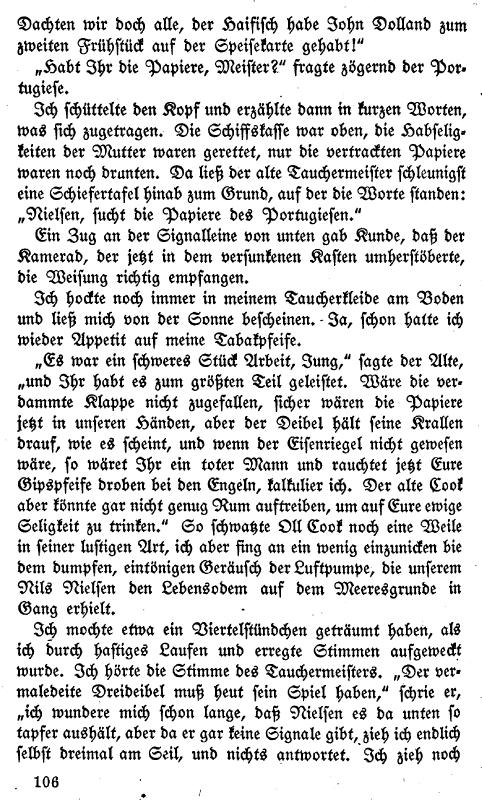 Dachten wir doch alle, der Haifisch habe John Dolland zum
zweiten Frühstück auf der Speisekarte gehabt!“
„Habt Ihr die Papiere, Meister?“ fragte zögernd der Por-
tugiese.
Ich schüttelte den Kopf und erzählte dann in kurzen Worten,
was sich zugetragen. Die Schiffskasse war oben, die Habselig-
keiten der Mutter waren gerettet, nur die vertrackten Papiere
waren noch drunten. Da ließ der alte Tauchermeister schleunigst
eine Schiefertafel hinab zum Grund, auf der die Worte standen:
„Nielsen, sucht die Papiere des Portugiesen.“
Ein Zug an der Signalleine von unten gab Kunde, daß der
Kamerad, der jetzt in dem versunkenen Kasten umherstöberte,
die Weisung richtig empfangen.
Ich hockte noch immer in meinem Taucherkleide am Boden
und ließ mich von der Sonne bescheinen. Ja, schon hatte ich
wieder Appetit auf meine Tabakpfeife.
„Es war ein schweres Stück Arbeit, Jung,“ sagte der Alte,
„und Ihr habt es zum größten Teil geleistet. Wäre die ver-
dammte Klappe nicht zugefallen, sicher wären die Papiere
jetzt in unseren Händen, aber der Deibel hält seine Krallen
drauf, wie es scheint, und wenn der Eisenriegel nicht gewesen
wäre, so wäret Ihr ein toter Mann und rauchtet jetzt Eure
Gipspfeife droben bei den Engeln, kalkulier ich. Der alte Cook
aber könnte gar nicht genug Rum auftreiben, um auf Eure ewige
Seligkeit zu trinken.“ So schwatzte Oll Cook noch eine Weile
in seiner lustigen Art, ich aber fing an ein wenig einzunicken bie
dem dumpfen, eintönigen Geräusch der Luftpumpe, die unserem
Nils Nielsen den Lebensodem auf dem Meeresgrunde in
Gang erhielt.
Ich mochte etwa ein Viertelstündchen geträumt haben, als
ich durch hastiges Laufen und erregte Stimmen aufgeweckt
wurde. Ich hörte die Stimme des Tauchermeisters. „Der ver-
maledeite Dreideibel muß heut sein Spiel haben,“ schrie er,
„ich wundere mich schon lange, daß Nielsen es da unten so
tapfer aushält, aber da er gar keine Signale gibt, zieh ich endlich
selbst dreimal am Seil, und nichts antwortet. Ich zieh noch
106